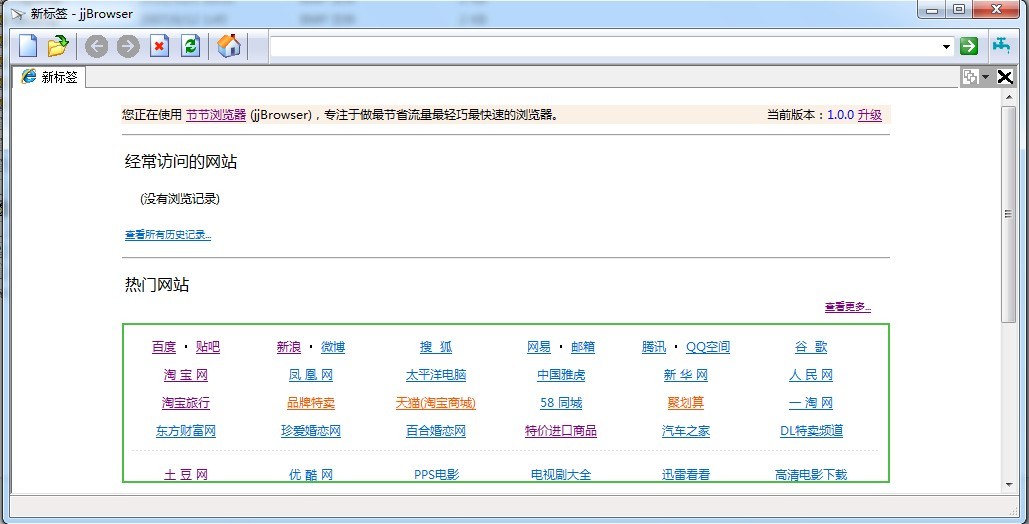 新标签 - jjBrowser
新标签
您正在使用 节节浏览器 (jjBrowser)，专注于做最节省流量最轻巧最快速的浏览器。 当前版本：1.0.0 升级
经常访问的网站
(没有浏览记录)
查看所有历史记录...
热门网站
查看更多...
百度 · 贴吧 新浪 · 微博 搜 狐 网易 · 邮箱 腾讯 · QQ空间 谷 歌
淘 宝 网 凤 凰 网 太平洋电脑 中国雅虎 新 华 网 人 民 网
淘宝旅行 品牌特卖 天猫(淘宝商城) 58 同城 聚划算 一 淘 网
东方财富网 珍爱婚恋网 百合婚恋网 特价进口商品 汽车之家 DL特卖频道
土 豆 网 优 酷 网 PPS电影 电视剧大全 迅雷看看 高清电影下载